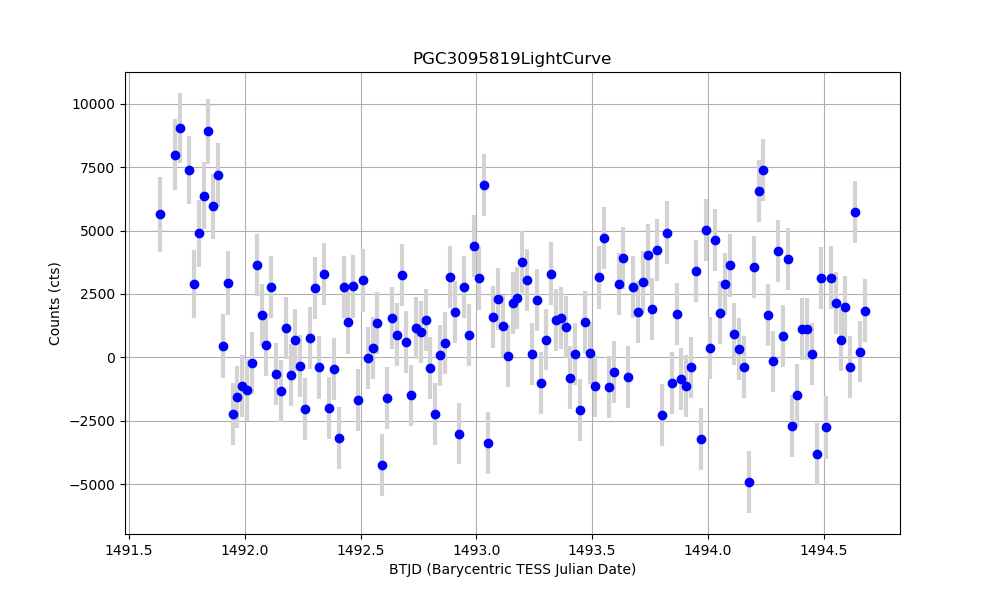 PGC3095819LightCurve
Counts (cts)
10000
7500
5000
2500
0
−2500
−5000
1491.5 1492.0 1492.5 1493.0 1493.5 1494.0 1494.5
BTJD (Barycentric TESS Julian Date)